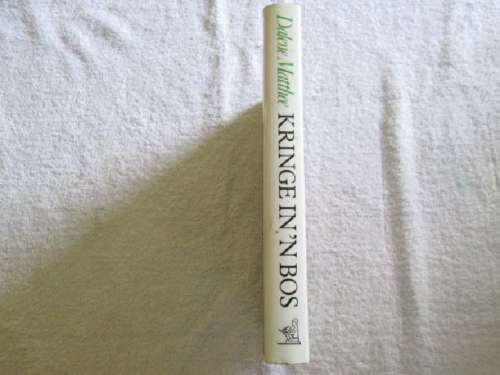 Dalene Matthee KRINGE IN 'N BOS